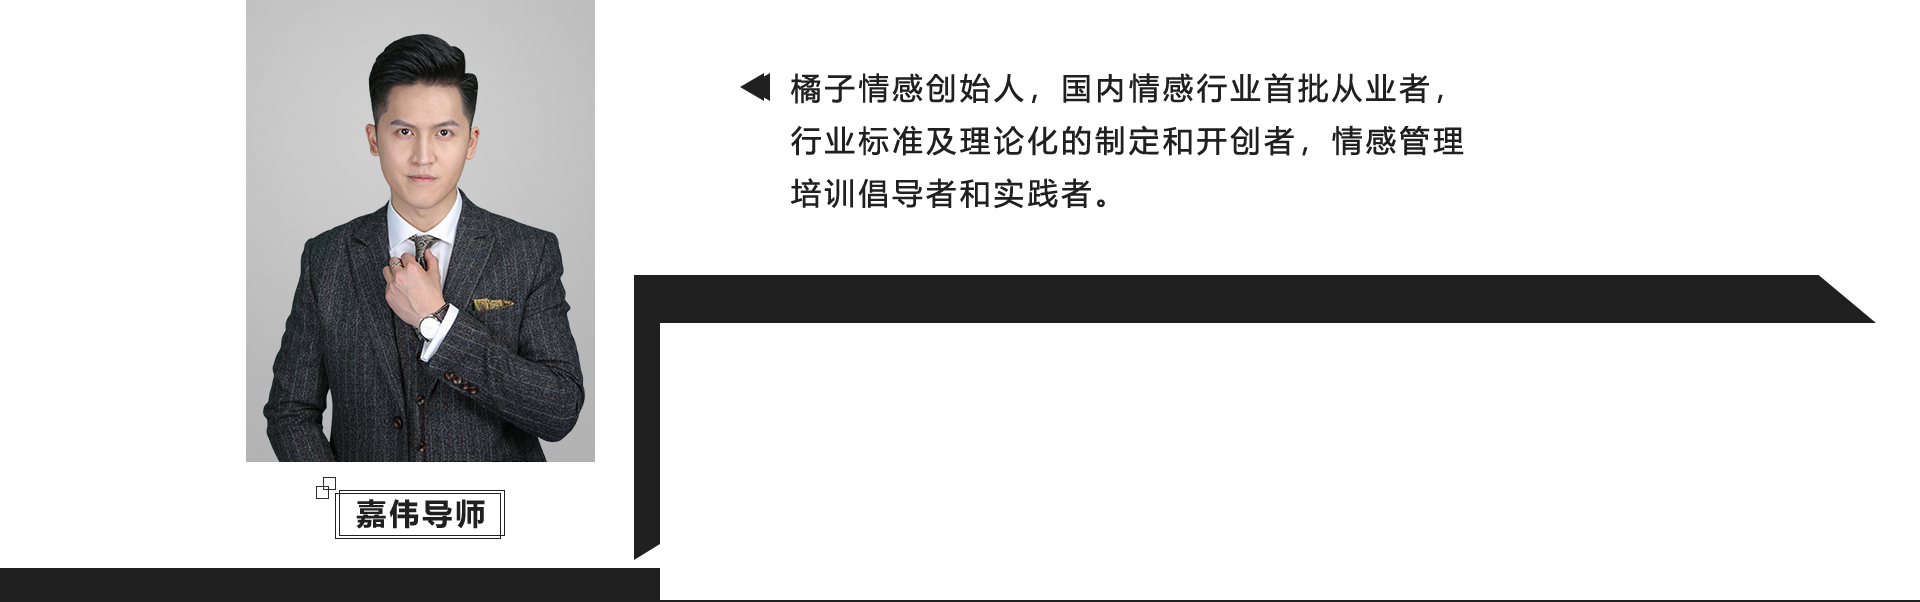 橘子情感创始人，国内情感行业首批从业者，
行业标准及理论化的制定和开创者，情感管理
培训倡导者和实践者。
嘉伟导师